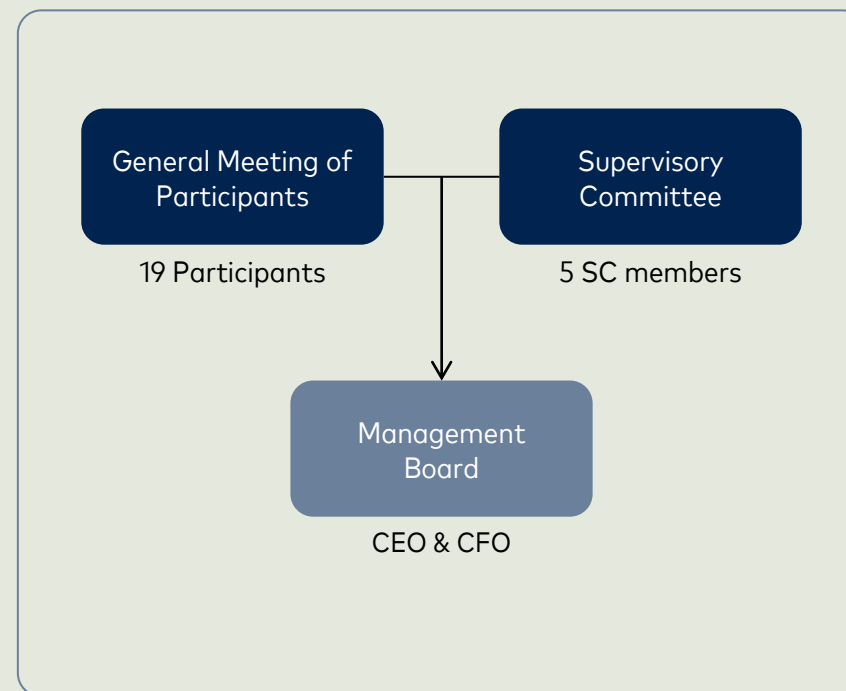 General Meeting of
Participants
19 Participants
Supervisory
Committee
5 SC members
Management
Board
CEO & CFO